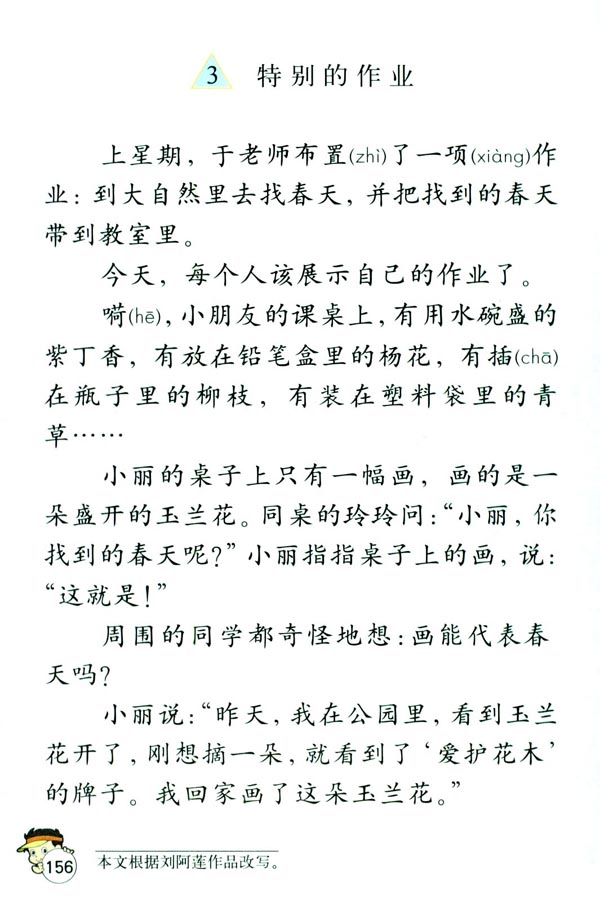 3 特别的作业
上星期，于老师布置(zhì)了一项(xiàng)作
业：到大自然里去找春天，并把找到的春天
带到教室里。
今天，每个人该展示自己的作业了。
嗬(hē)，小朋友的课桌上，有用水碗盛的
紫丁香，有放在铅笔盒里的杨花，有插(chā)
在瓶子里的柳枝，有装在塑料袋里的青
草……
小丽的桌子上只有一幅画，画的是一
朵盛开的玉兰花。同桌的玲玲问：“小丽，你
找到的春天呢？”小丽指指桌子上的画，说：
“这就是！”
周围的同学都奇怪地想：画能代表春
天吗？
小丽说：“昨天，我在公园里，看到玉兰
花开了，刚想摘一朵，就看到了‘爱护花木’
的牌子。我回家画了这朵玉兰花。”
本文根据刘阿莲作品改写。
156